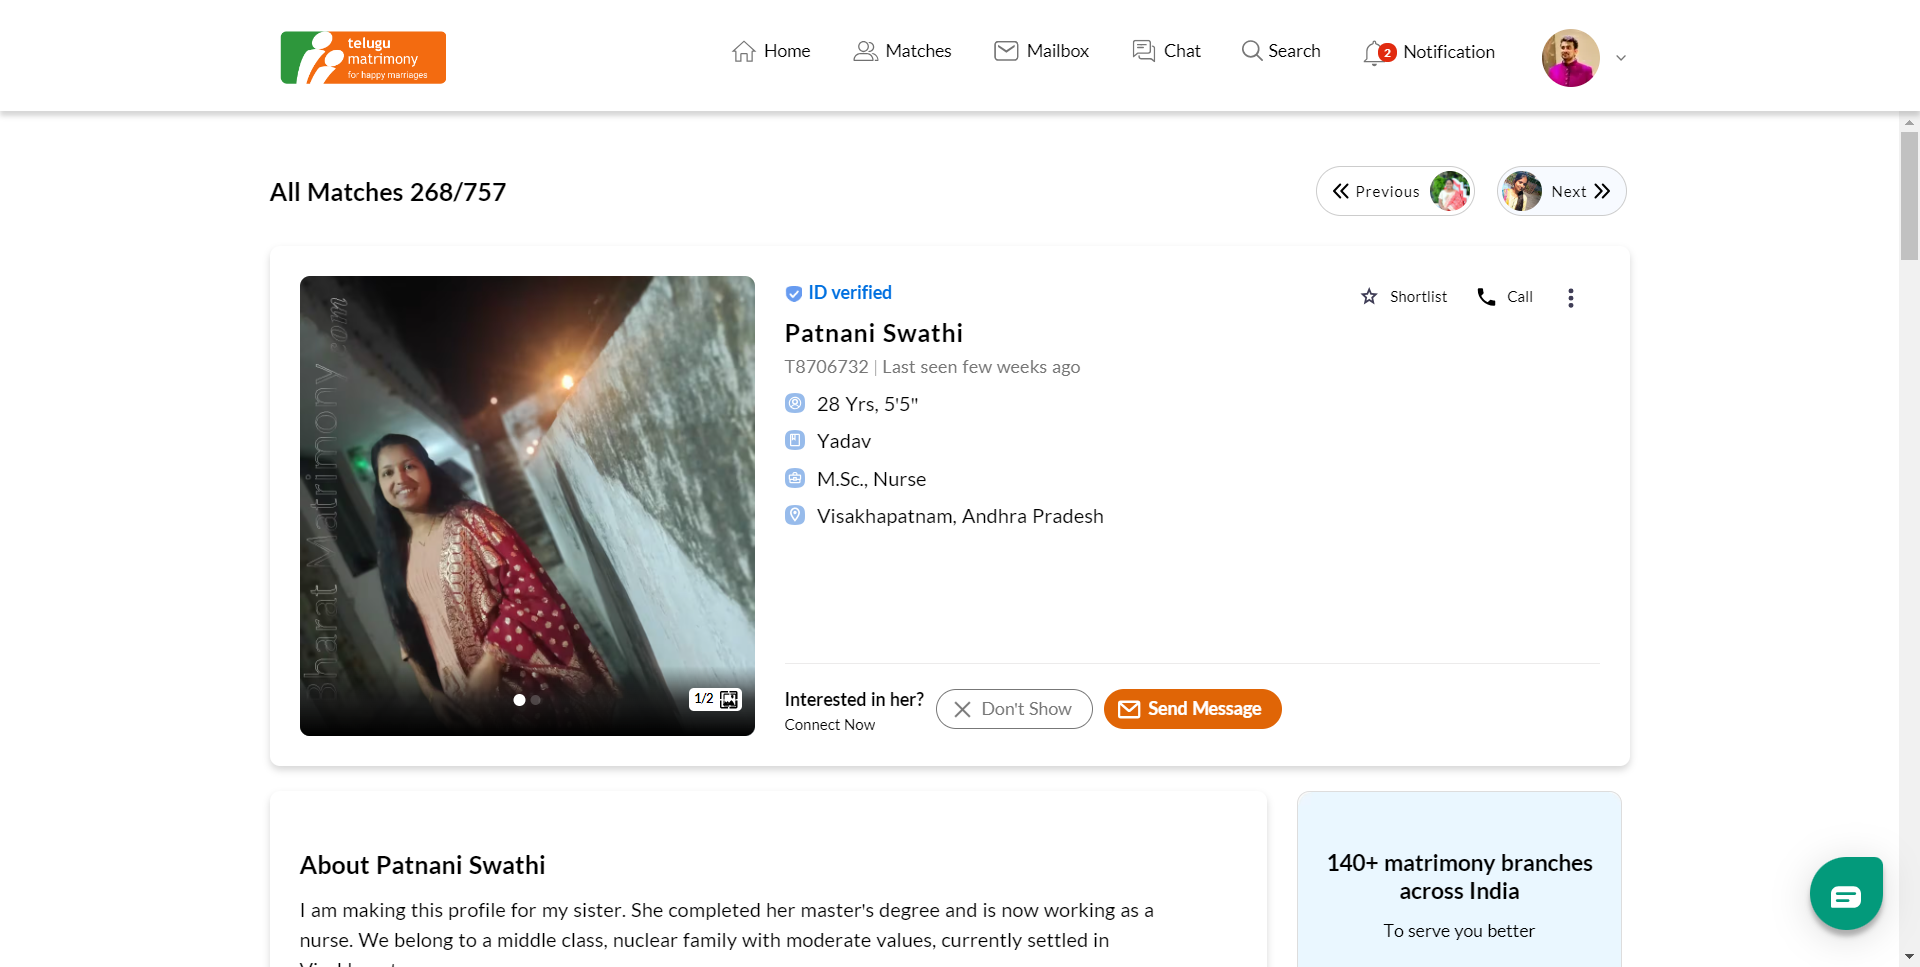 telugu
matrimony
for happy marriages
Home
Matches
Mailbox
Chat
Search
2
Notification
All Matches 268/757
Previous
Next
Bharat Matrimony.com
1/2
ID verified
Shortlist
Call
Patnani Swathi
T8706732 | Last seen few weeks ago
28 Yrs, 5'5"
Yadav
M.Sc., Nurse
Visakhapatnam, Andhra Pradesh
Interested in her?
Connect Now
Don't Show
Send Message
About Patnani Swathi
I am making this profile for my sister. She completed her master's degree and is now working as a
nurse. We belong to a middle class, nuclear family with moderate values, currently settled in
140+ matrimony branches
across India
To serve you better